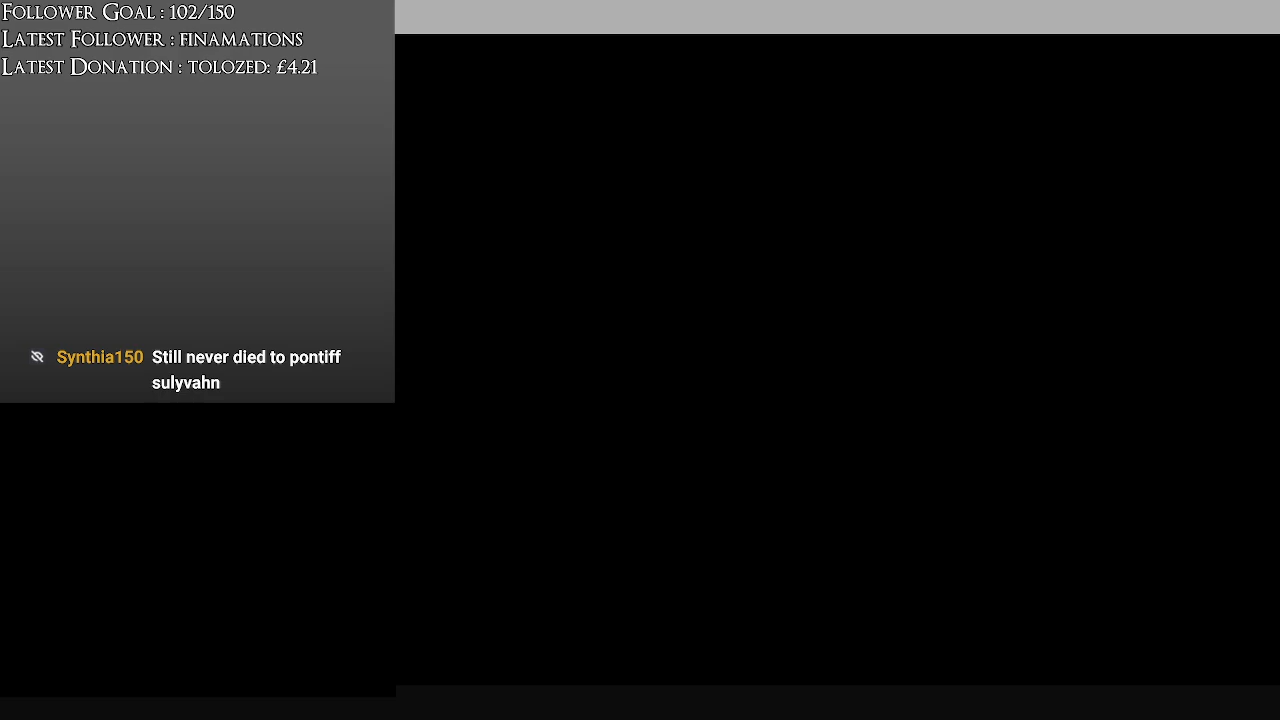 Follower Goal : 102/150
Latest Follower : finamations
Latest Donation : tolozed: £4.21
Synthia150 Still never died to pontiff
sulyvahn